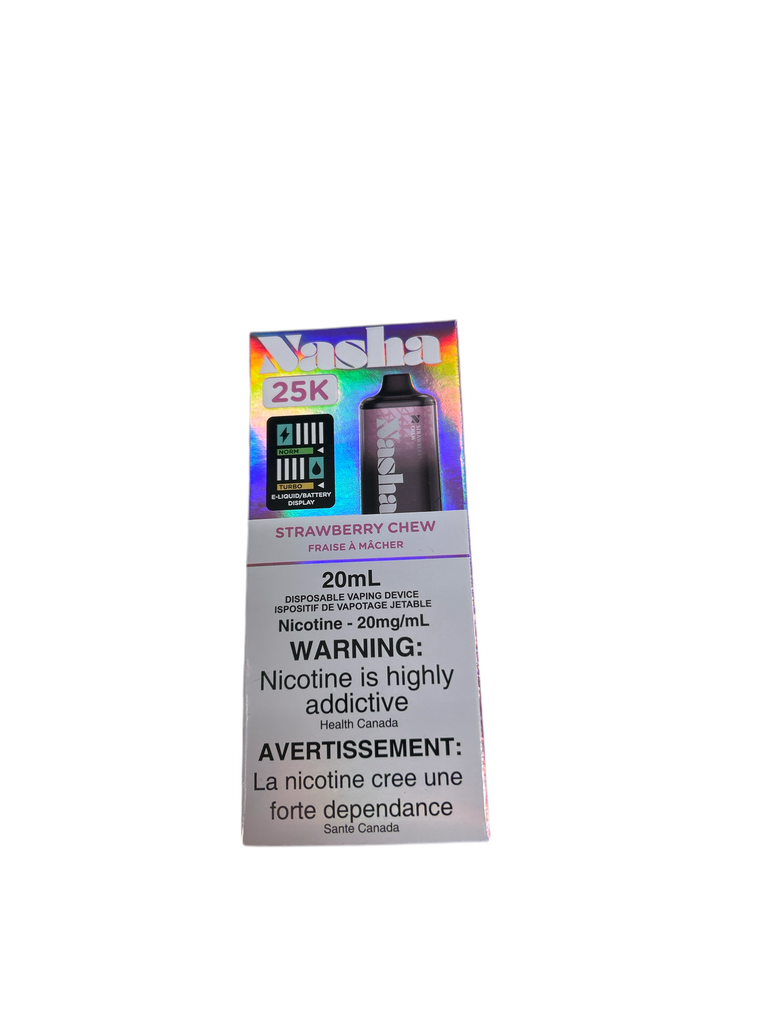 Nasha
25K
Nasha
NORM
TURBO
E-LIQUID/BATTERY
DISPLAY
STRAWBERRY CHEW
FRAISE À MÂCHER
20mL
DISPOSABLE VAPING DEVICE
ISPOSITIF DE VAPOTAGE JETABLE
Nicotine - 20mg/mL
WARNING:
Nicotine is highly
addictive
Health Canada
AVERTISSEMENT:
La nicotine cree une
forte dependance
Sante Canada